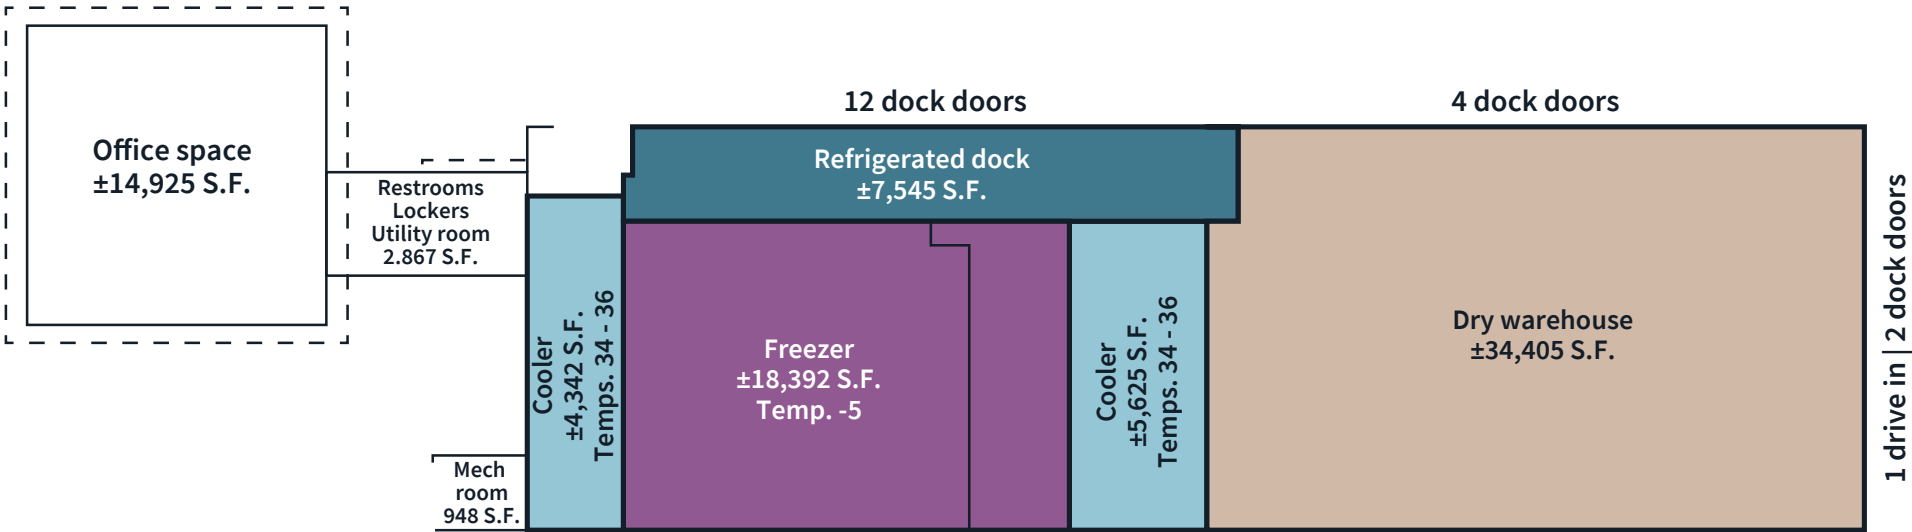 Office space
±14,925 S.F.
Restrooms
Lockers
Utility room
2.867 S.F.
Mech
room
948 S.F.
Cooler
±4,342 S.F.
Temps. 34 - 36
12 dock doors
Refrigerated dock
±7,545 S.F.
Freezer
±18,392 S.F.
Temp. -5
Cooler
±5,625 S.F.
Temps. 34 - 36
4 dock doors
Dry warehouse
±34,405 S.F.
1 drive in | 2 dock doors